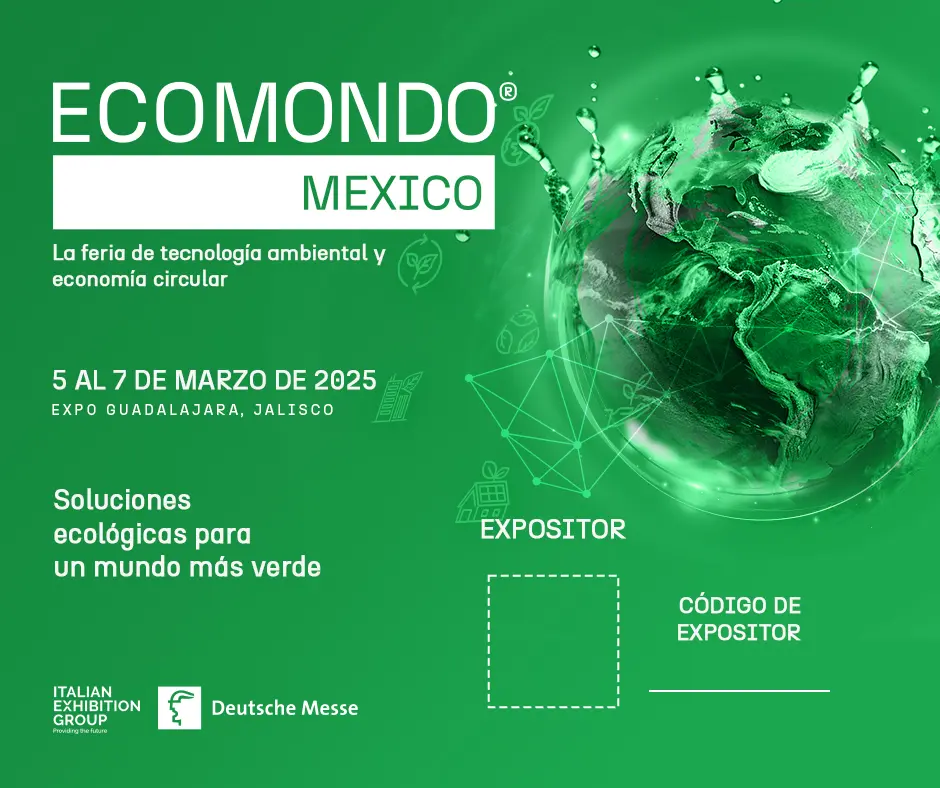 ECOMONDO®
MEXICO
La feria de tecnología ambiental y
economía circular
5 AL 7 DE MARZO DE 2025
EXPO GUADALAJARA, JALISCO
Soluciones
ecológicas para
un mundo más verde
EXPOSITOR
CÓDIGO DE
EXPOSITOR
ITALIAN
EXHIBITION
GROUP
Providing the future
Deutsche Messe